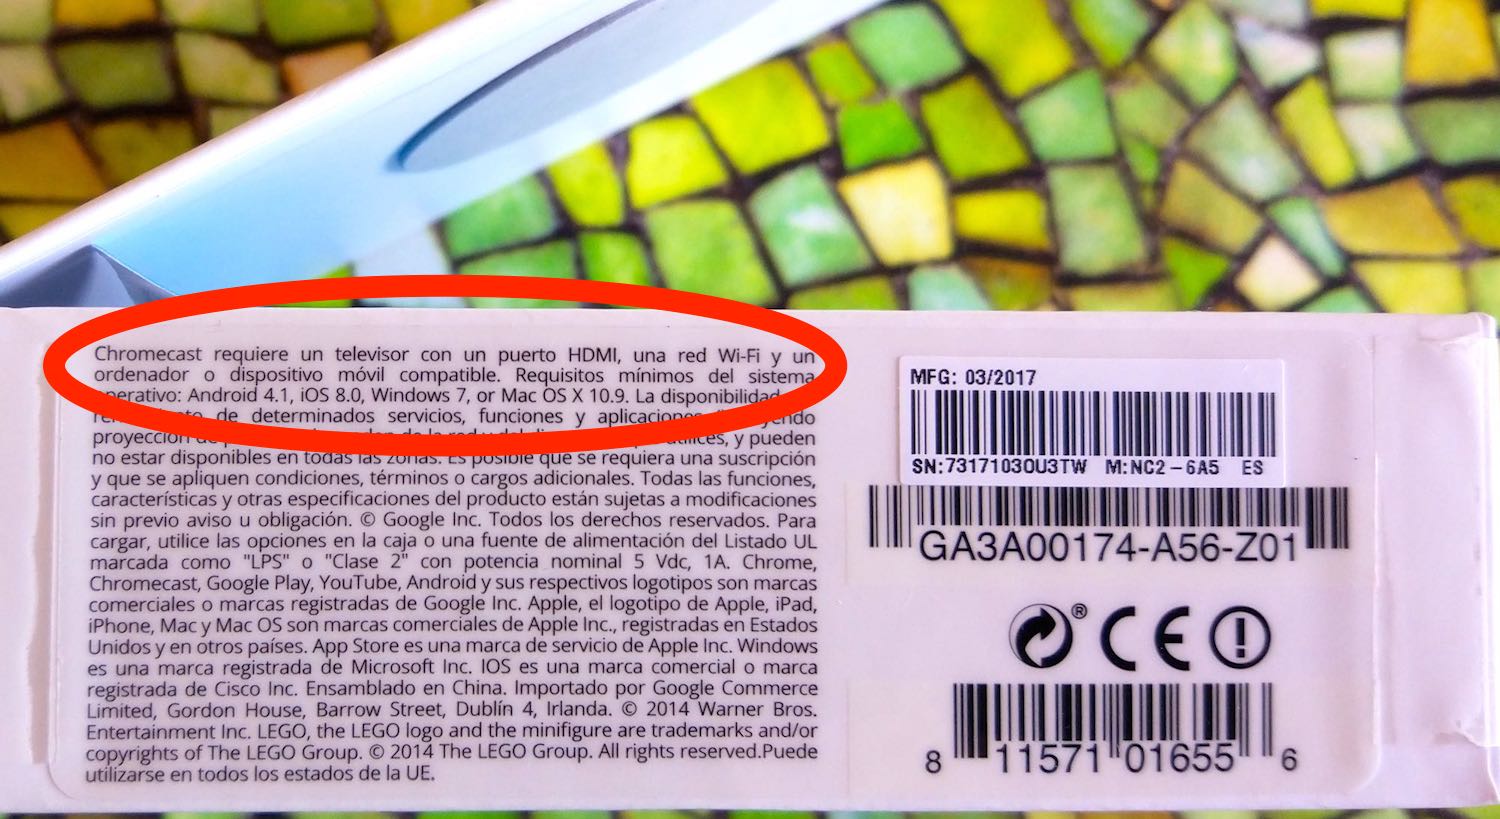 Chromecast requiere un televisor con un puerto HDMI, una red Wi-Fi y un
ordenador o dispositivo móvil compatible. Requisitos mínimos del sistema
operativo: Android 4.1, iOS 8.0, Windows 7, or Mac OS X 10.9. La disponibilidad
de determinados servicios, funciones y aplicaciones
proyección de y pueden
no estar disponibles en todas las zonas. Es posible que se requiera una suscripción
y que se apliquen condiciones, términos o cargos adicionales. Todas las funciones,
características y otras especificaciones del producto están sujetas a modificaciones
sin previo aviso u obligación. © Google Inc. Todos los derechos reservados. Para
cargar, utilice las opciones en la caja o una fuente de alimentación del Listado UL
marcada como "LPS" o "Clase 2" con potencia nominal 5 Vdc, 1A. Chrome,
Chromecast, Google Play, YouTube, Android y sus respectivos logotipos son marcas
comerciales o marcas registradas de Google Inc. Apple, el logotipo de Apple, iPad,
iPhone, Mac y Mac OS son marcas comerciales de Apple Inc., registradas en Estados
Unidos y en otros países. App Store es una marca de servicio de Apple Inc. Windows
es una marca registrada de Microsoft Inc. IOS es una marca comercial o marca
registrada de Cisco Inc. Ensamblado en China. Importado por Google Commerce
Limited, Gordon House, Barrow Street, Dublín 4, Irlanda. © 2014 Warner Bros.
Entertainment Inc. LEGO, the LEGO logo and the minifigure are trademarks and/or
copyrights of The LEGO Group. © 2014 The LEGO Group. All rights reserved.Puede
utilizarse en todos los estados de la UE.
MFG: 03/2017
SN:7317103OU3TW M:NC2-6A5 ES
GA3A00174-A56-Z01
® CE
8 11571 01655 6